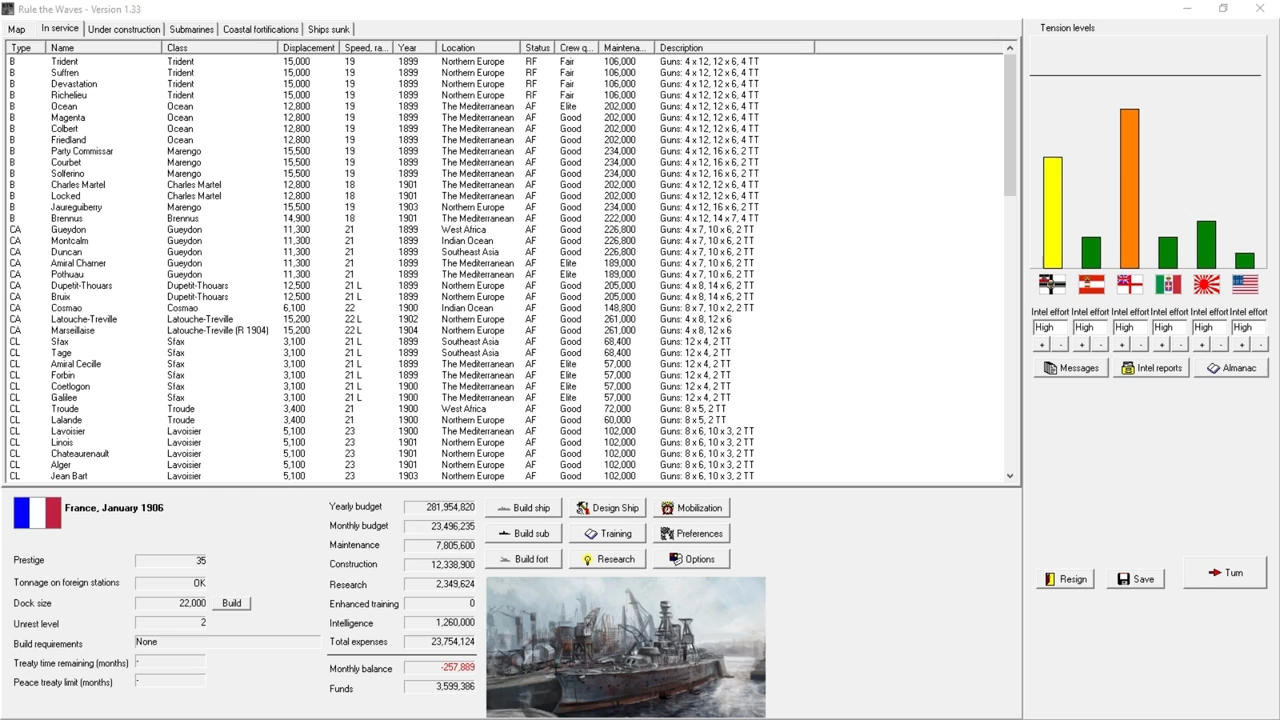 Rule the Waves - Version 1.33
Map In service Under construction Submarines Coastal fortifications Ships sunk
Type Name Class Displacement Speed, ra... Year Location Status Crew q... Maintena... Description
B Trident Trident 15,000 19 1899 Northern Europe RF Fair 106,000 Guns: 4 x 12, 12 x 6, 4 TT
B Suffren Trident 15,000 19 1899 Northern Europe RF Fair 106,000 Guns: 4 x 12, 12 x 6, 4 TT
B Devastation Trident 15,000 19 1899 Northern Europe RF Fair 106,000 Guns: 4 x 12, 12 x 6, 4 TT
B Richelieu Trident 15,000 19 1899 Northern Europe RF Fair 106,000 Guns: 4 x 12, 12 x 6, 4 TT
B Ocean Ocean 12,800 19 1899 The Mediterranean AF Elite 202,000 Guns: 4 x 12, 12 x 6, 4 TT
B Magenta Ocean 12,800 19 1899 The Mediterranean AF Good 202,000 Guns: 4 x 12, 12 x 6, 4 TT
B Colbert Ocean 12,800 19 1899 The Mediterranean AF Good 202,000 Guns: 4 x 12, 12 x 6, 4 TT
B Friedland Ocean 12,800 19 1899 The Mediterranean AF Good 202,000 Guns: 4 x 12, 12 x 6, 4 TT
B Party Commissar Marengo 15,500 19 1899 The Mediterranean AF Good 234,000 Guns: 4 x 12, 16 x 6, 2 TT
B Courbet Marengo 15,500 19 1899 The Mediterranean AF Good 234,000 Guns: 4 x 12, 16 x 6, 2 TT
B Solferino Marengo 15,500 19 1899 The Mediterranean AF Good 234,000 Guns: 4 x 12, 16 x 6, 2 TT
B Charles Martel Charles Martel 12,800 18 1901 The Mediterranean AF Good 202,000 Guns: 4 x 12, 12 x 6, 4 TT
B Locked Charles Martel 12,800 18 1901 The Mediterranean AF Good 202,000 Guns: 4 x 12, 12 x 6, 4 TT
B Jaureguiberry Marengo 15,500 19 1903 Northern Europe AF Good 234,000 Guns: 4 x 12, 16 x 6, 2 TT
B Brennus Brennus 14,900 18 1901 The Mediterranean AF Good 222,000 Guns: 4 x 12, 14 x 7, 4 TT
CA Gueydon Gueydon 11,300 21 1899 West Africa AF Good 226,800 Guns: 4 x 7, 10 x 6, 2 TT
CA Montcalm Gueydon 11,300 21 1899 Indian Ocean AF Good 226,800 Guns: 4 x 7, 10 x 6, 2 TT
CA Duncan Gueydon 11,300 21 1899 Southeast Asia AF Good 226,800 Guns: 4 x 7, 10 x 6, 2 TT
CA Amiral Charner Gueydon 11,300 21 1899 The Mediterranean AF Elite 189,000 Guns: 4 x 7, 10 x 6, 2 TT
CA Pothuau Gueydon 11,300 21 1899 The Mediterranean AF Elite 189,000 Guns: 4 x 7, 10 x 6, 2 TT
CA Dupetit-Thouars Dupetit-Thouars 12,500 21 L 1899 Northern Europe AF Good 205,000 Guns: 4 x 8, 14 x 6, 2 TT
CA Bruix Dupetit-Thouars 12,500 21 L 1899 Northern Europe AF Good 205,000 Guns: 4 x 8, 14 x 6, 2 TT
CA Cosmao Cosmao 6,100 22 1900 Indian Ocean AF Good 148,800 Guns: 8 x 7, 10 x 2, 2 TT
CA Latouche-Treville Latouche-Treville 15,200 22 L 1902 Northern Europe AF Good 261,000 Guns: 4 x 8, 12 x 6
CA Marseillaise Latouche-Treville (R 1904) 15,200 22 L 1904 Northern Europe AF Good 261,000 Guns: 4 x 8, 12 x 6
CL Sfax Sfax 3,100 21 L 1899 Southeast Asia AF Good 68,400 Guns: 12 x 4, 2 TT
CL Tage Sfax 3,100 21 L 1899 Southeast Asia AF Good 68,400 Guns: 12 x 4, 2 TT
CL Amiral Cecille Sfax 3,100 21 L 1899 The Mediterranean AF Elite 57,000 Guns: 12 x 4, 2 TT
CL Forbin Sfax 3,100 21 L 1899 The Mediterranean AF Elite 57,000 Guns: 12 x 4, 2 TT
CL Coetlogon Sfax 3,100 21 L 1900 The Mediterranean AF Elite 57,000 Guns: 12 x 4, 2 TT
CL Galilee Sfax 3,100 21 L 1900 The Mediterranean AF Elite 57,000 Guns: 12 x 4, 2 TT
CL Troude Troude 3,400 21 1900 West Africa AF Good 72,000 Guns: 8 x 5, 2 TT
CL Lalande Troude 3,400 21 1900 Northern Europe AF Good 60,000 Guns: 8 x 5, 2 TT
CL Lavoisier Lavoisier 5,100 23 1900 The Mediterranean AF Good 102,000 Guns: 8 x 6, 10 x 3, 2 TT
CL Linois Lavoisier 5,100 23 1901 Northern Europe AF Good 102,000 Guns: 8 x 6, 10 x 3, 2 TT
CL Chateaurenault Lavoisier 5,100 23 1901 Northern Europe AF Good 102,000 Guns: 8 x 6, 10 x 3, 2 TT
CL Alger Lavoisier 5,100 23 1901 Northern Europe AF Good 102,000 Guns: 8 x 6, 10 x 3, 2 TT
CL Jean Bart Lavoisier 5,100 23 1903 Northern Europe AF Good 102,000 Guns: 8 x 6, 10 x 3, 2 TT
Tension levels
Intel effort Intel effort Intel effort Intel effort Intel effort Intel effort
High High High High High High
+ - + - + - + - + - + -
Messages Intel reports Almanac
France, January 1906
Prestige 35
Tonnage on foreign stations OK
Dock size 22,000 Build
Unrest level 2
Build requirements None
Treaty time remaining (months) -
Peace treaty limit (months) -
Yearly budget 281,954,820
Monthly budget 23,496,235
Maintenance 7,805,600
Construction 12,338,900
Research 2,349,624
Enhanced training 0
Intelligence 1,260,000
Total expenses 23,754,124
Monthly balance -257,889
Funds 3,599,386
Build ship Design Ship Mobilization
Build sub Training Preferences
Build fort Research Options
Resign Save Turn